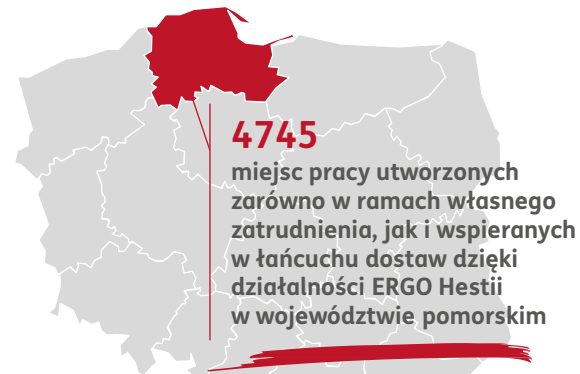 4745
miejsc pracy utworzonych
zarówno w ramach własnego
zatrudnienia, jak i wspieranych
w łańcuchu dostaw dzięki
działalności ERGO Hestii
w województwie pomorskim